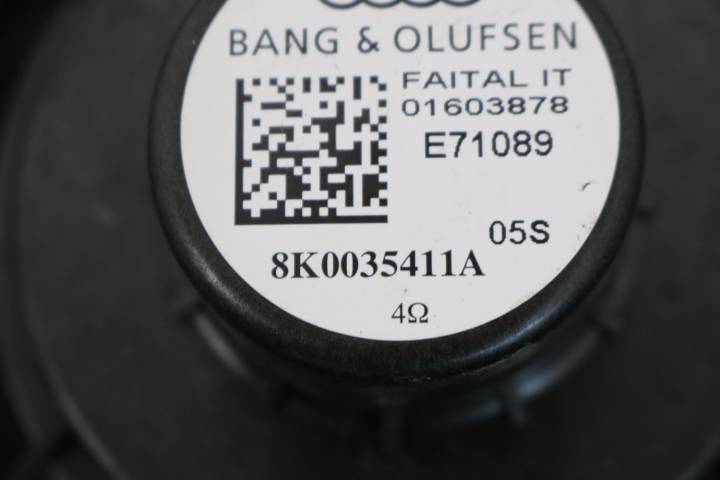 BANG & OLUFSEN
FAITAL IT
01603878
E71089
05S
8K0035411A
4Ω